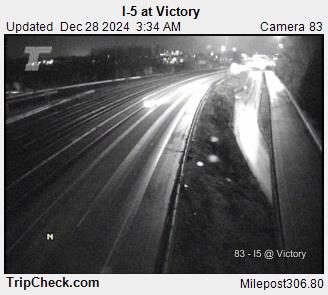 I-5 at Victory
Updated Dec 28 2024 3:34 AM Camera 83
T
N
83 - I5 @ Victory
TripCheck.com Milepost306.80